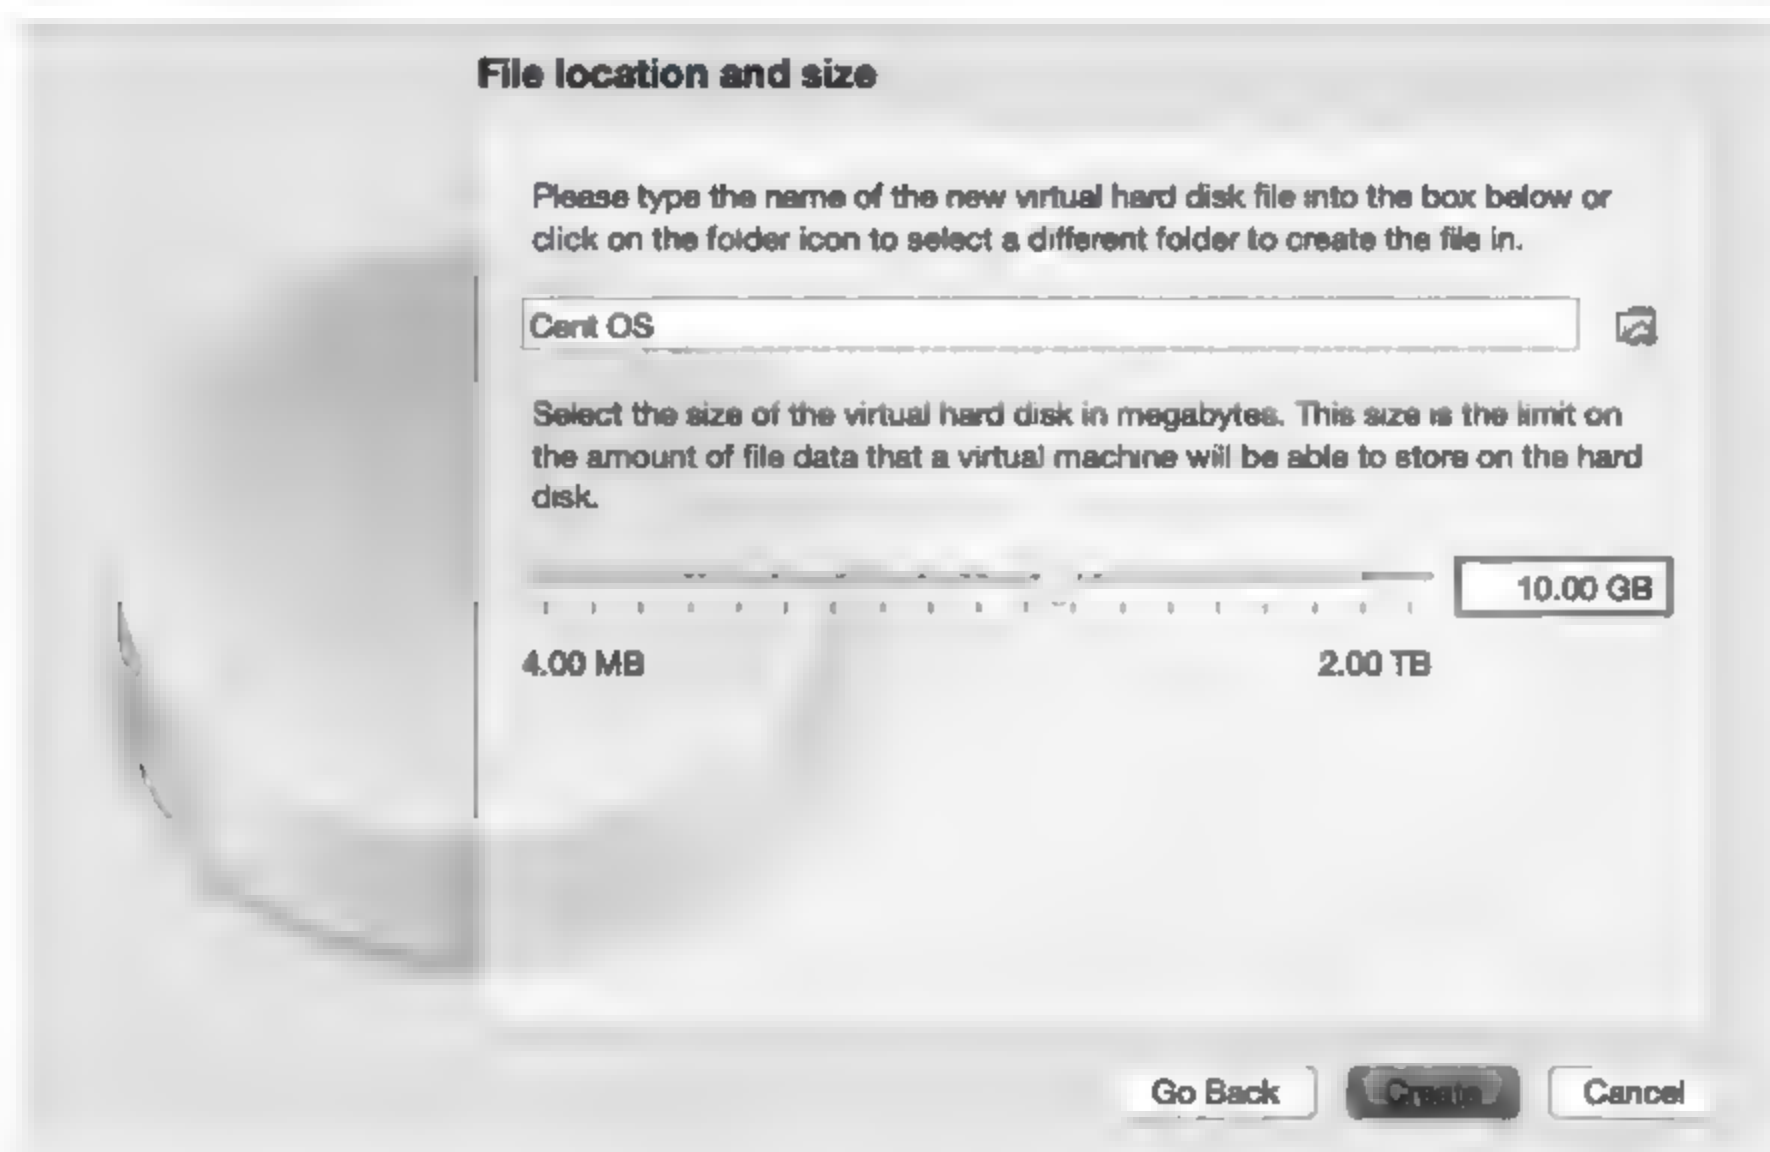 File location and size
Please type the name of the new virtual hard disk file into the box below or
click on the folder icon to select a different folder to create the file in.
Cent OS
Select the size of the virtual hard disk in megabytes. This size is the limit on
the amount of file data that a virtual machine will be able to store on the hard
disk.
10.00 GB
4.00 MB 2.00 TB
Go Back Create Cancel